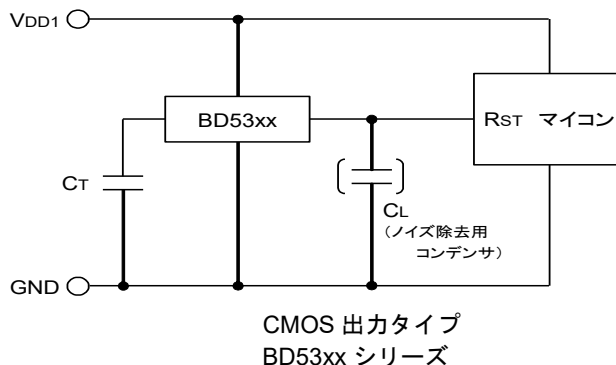 VDD1
BD53xx
RST マイコン
CT
CL
(ノイズ除去用
コンデンサ)
GND
CMOS 出力タイプ
BD53xx シリーズ